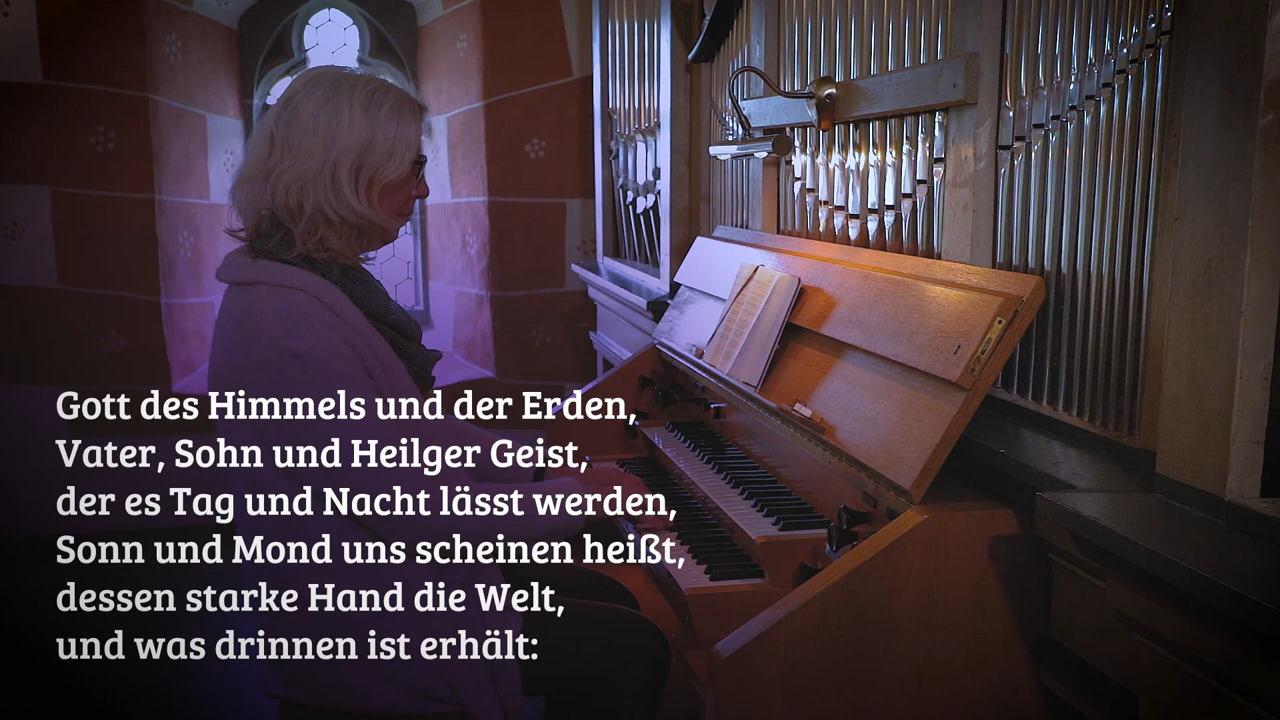 Gott des Himmels und der Erden,
Vater, Sohn und Heilger Geist,
der es Tag und Nacht lässt werden,
Sonn und Mond uns scheinen heißt,
dessen starke Hand die Welt,
und was drinnen ist erhält: